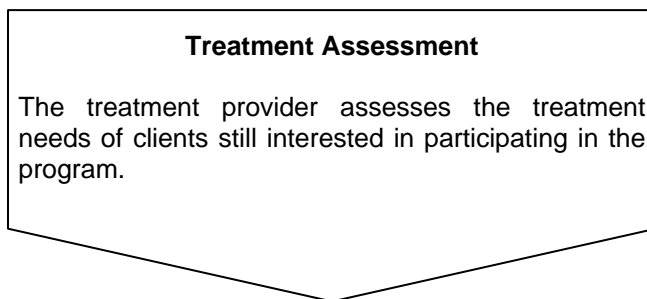 Treatment Assessment
The treatment provider assesses the treatment
needs of clients still interested in participating in the
program.